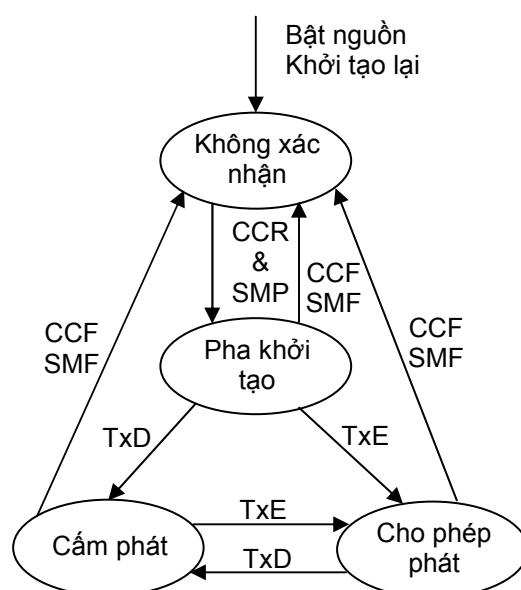 Bật nguồn
Khởi tạo lại
Không xác
nhận
CCR
&
SMP
CCF
SMF
CCF
SMF
CCF
SMF
Pha khởi
tạo
TxD
TxE
Cấm phát
TxE
TxD
Cho phép
phát